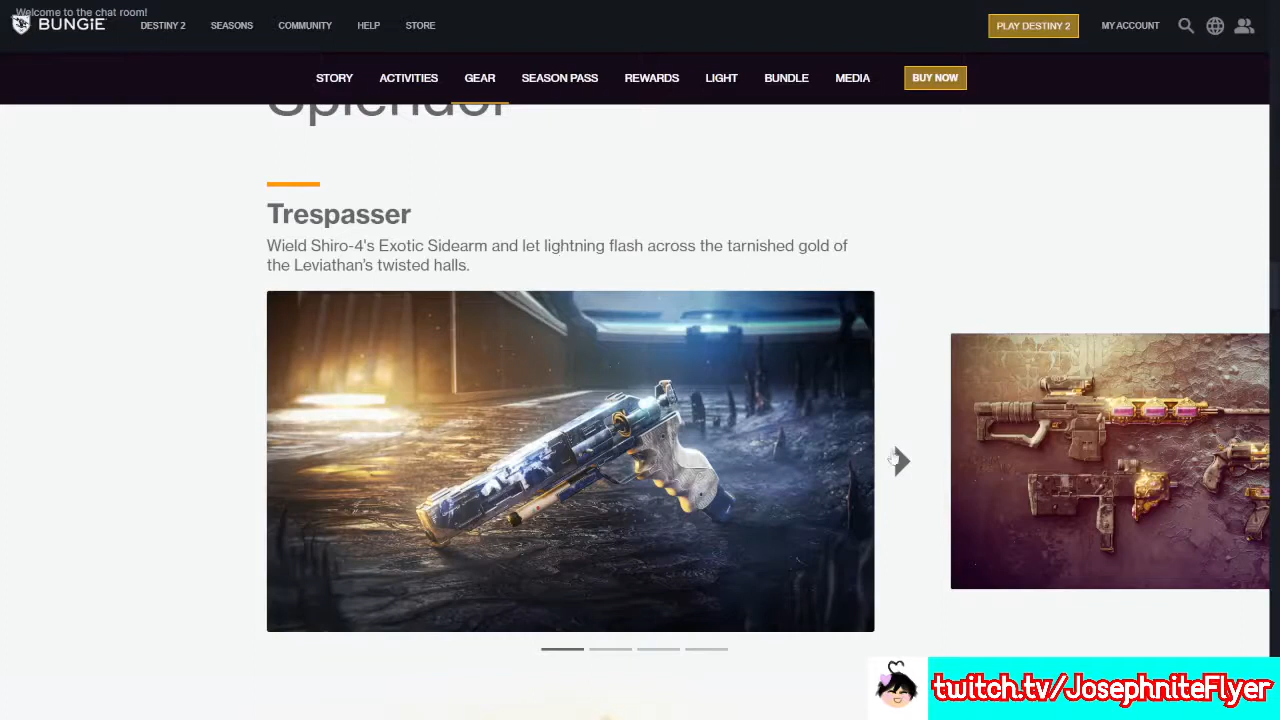 Welcome to the chat room!
BUNGiE
DESTINY 2 SEASONS COMMUNITY HELP STORE
PLAY DESTINY 2 MY ACCOUNT
STORY ACTIVITIES GEAR SEASON PASS REWARDS LIGHT BUNDLE MEDIA BUY NOW
Splendor
Trespasser
Wield Shiro-4's Exotic Sidearm and let lightning flash across the tarnished gold of
the Leviathan's twisted halls.
twitch.tv/JosephniteFlyer